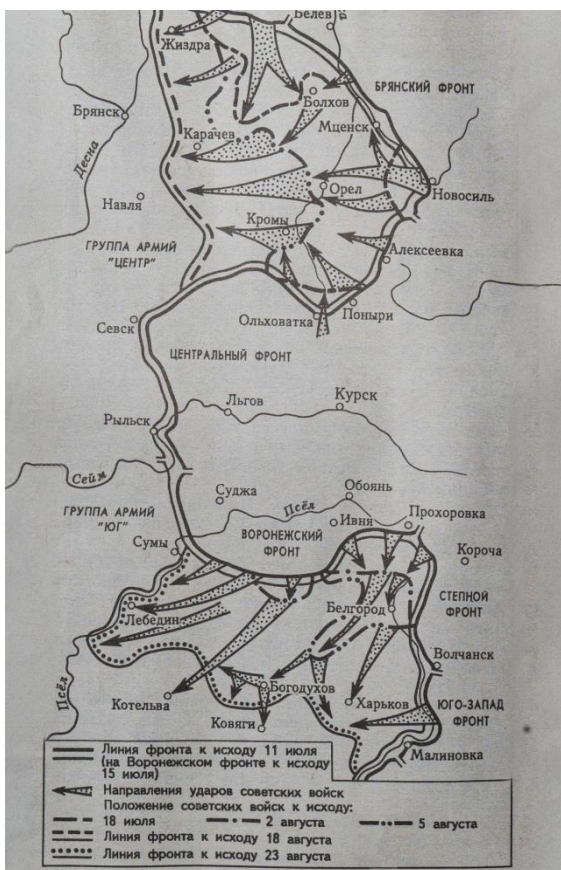 Белев
Жиздра
БРЯНСКИЙ ФРОНТ
Болхов
Брянск
Мценск
Карачев
Десна
Орел
Новосиль
Навля
Кромы
ГРУППА АРМИЙ
"ЦЕНТР"
Алексеевка
Поныри
Ольховатка
Севск
ЦЕНТРАЛЬНЫЙ ФРОНТ
Льгов
Курск
Рыльск
Сейм
Суджа
Обоянь
Псёл
ГРУППА АРМИЙ
"ЮГ"
Ивня
Прохоровка
ВОРОНЕЖСКИЙ
ФРОНТ
Сумы
Короча
СТЕПНОЙ
ФРОНТ
Лебедин
Белгород
Волчанск
Псёл
Богодухов
Котельва
Харьков
ЮГО-ЗАПАД
ФРОНТ
Ковяги
Малиновка
Линия фронта к исходу 11 июля
(на Воронежском фронте к исходу
15 июля)
Направления ударов советских войск
Положение советских войск к исходу:
18 июля 2 августа 5 августа
Линия фронта к исходу 18 августа
Линия фронта к исходу 23 августа